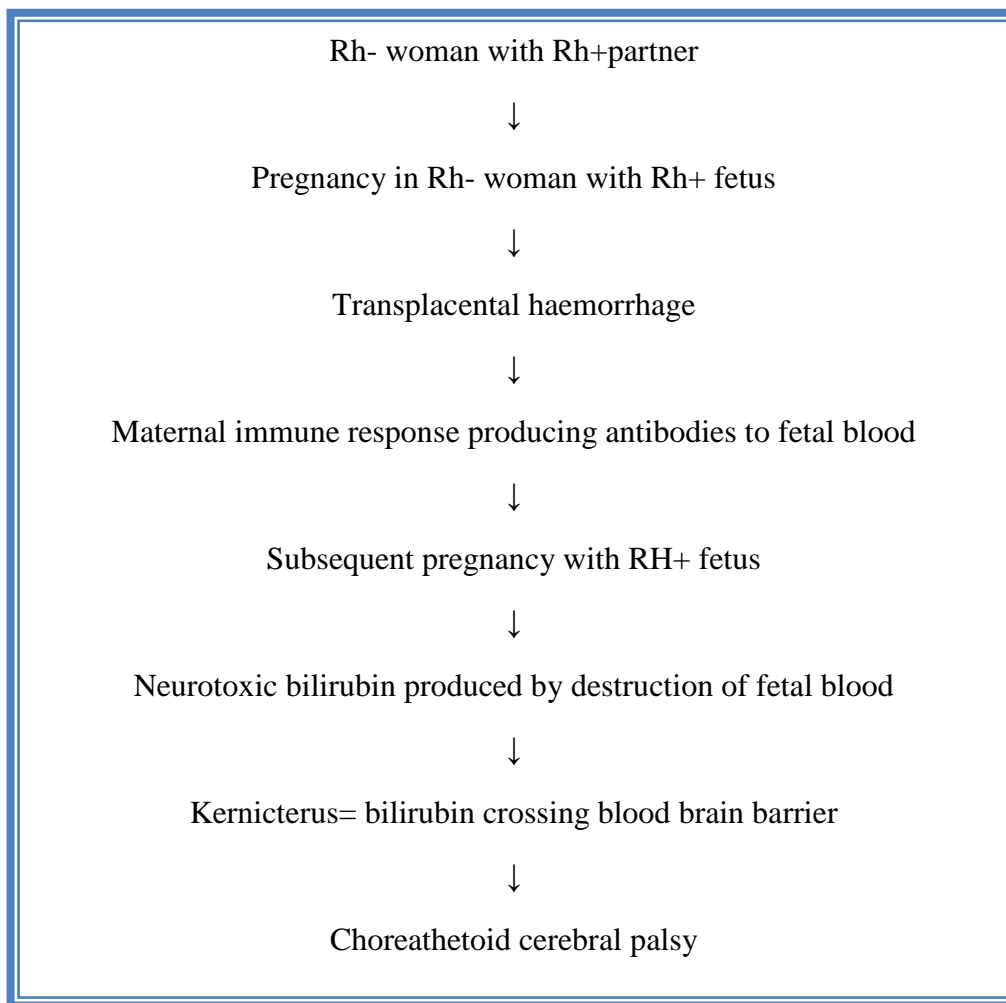 Rh- woman with Rh+partner
↓
Pregnancy in Rh- woman with Rh+ fetus
↓
Transplacental haemorrhage
↓
Maternal immune response producing antibodies to fetal blood
↓
Subsequent pregnancy with RH+ fetus
↓
Neurotoxic bilirubin produced by destruction of fetal blood
↓
Kernicterus= bilirubin crossing blood brain barrier
↓
Choreathetoid cerebral palsy